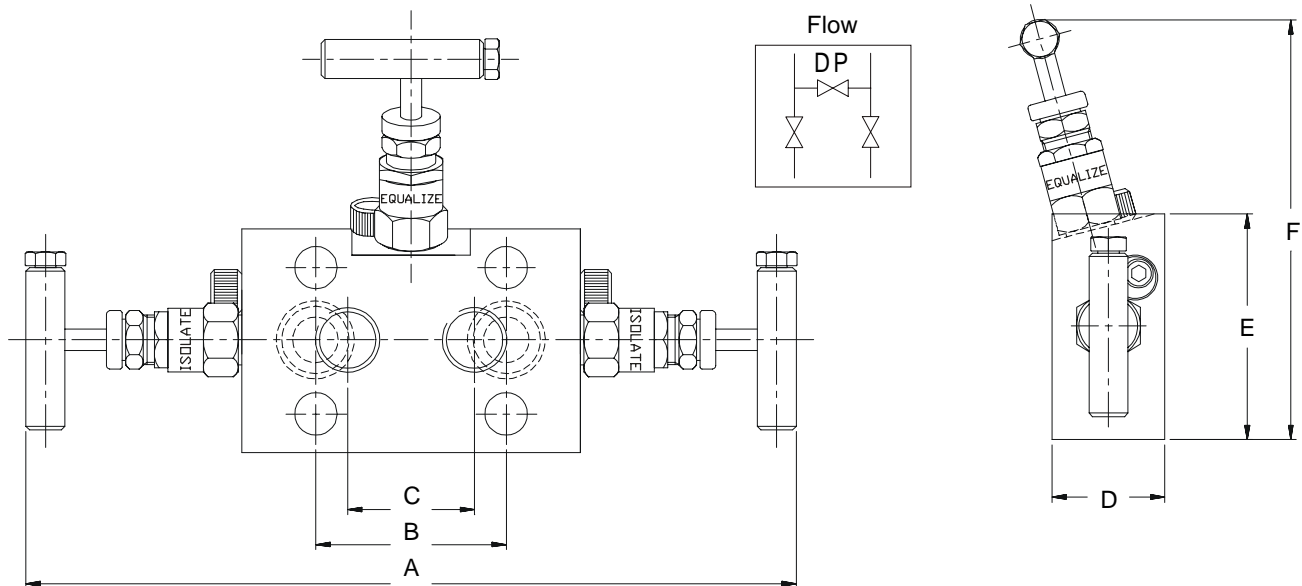 Flow
DP
EQUALIZE
EQUALIZE
ISOLATE
ISOLATE
F
E
D
C
B
A